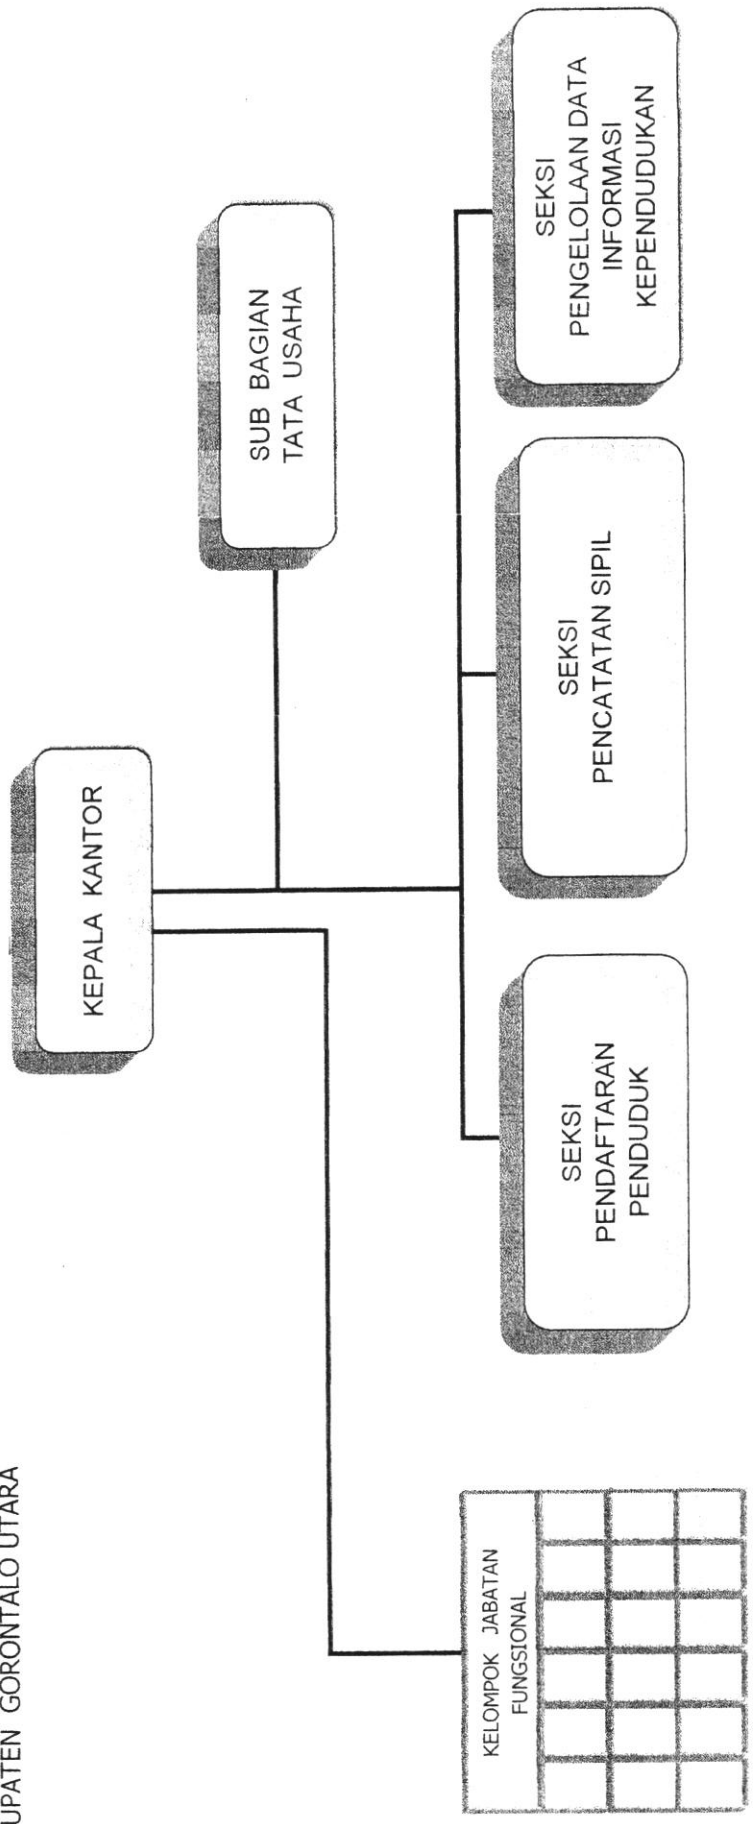 UPATEN GORONTALO UTARA
KEPALA KANTOR
SUB BAGIAN
TATA USAHA
KELOMPOK JABATAN
FUNGSIONAL
SEKSI
PENDAFTARAN
PENDUDUK
SEKSI
PENCATATAN SIPIL
SEKSI
PENGELOLAAN DATA
INFORMASI
KEPENDUDUKAN